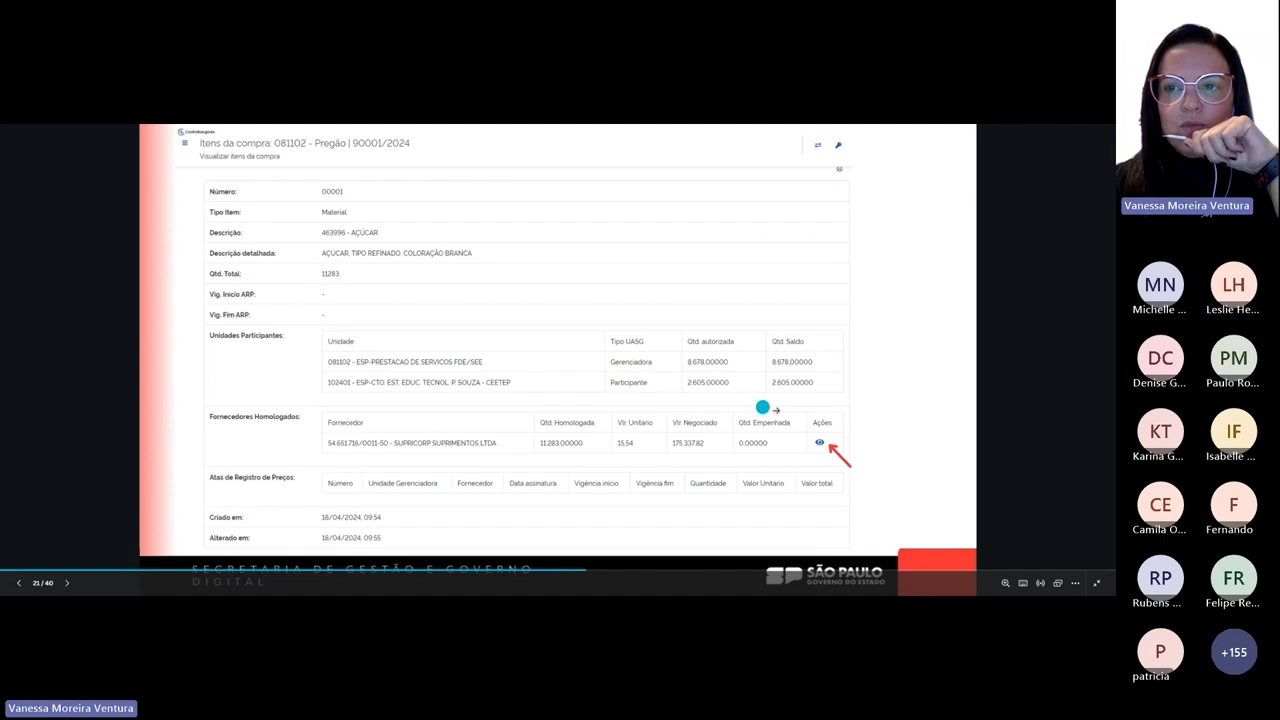 Contratos.gov.br
Itens da compra: 081102 - Pregão | 90001/2024
Visualizar itens da compra
Número: 00001
Tipo Item: Material
Descrição: 463996 - AÇÚCAR
Descrição detalhada: AÇÚCAR, TIPO REFINADO, COLORAÇÃO BRANCA
Qtd. Total: 11283
Vig. Início ARP: -
Vig. Fim ARP: -
Unidades Participantes:
Unidade Tipo UASG Qtd. autorizada Qtd. Saldo
081102 - ESP-PRESTACAO DE SERVICOS FDE/SEE Gerenciadora 8.678,00000 8.678,00000
102401 - ESP-CTO. EST. EDUC. TECNOL. P. SOUZA - CEETEP Participante 2.605,00000 2.605,00000
Fornecedores Homologados:
Fornecedor Qtd. Homologada Vlr. Unitário Vlr. Negociado Qtd. Empenhada Ações
54.651.716/0011-50 - SUPRICORP SUPRIMENTOS LTDA 11.283,00000 15,54 175.337,82 0,00000
Atas de Registro de Preços:
Número Unidade Gerenciadora Fornecedor Data assinatura Vigência início Vigência fim Quantidade Valor Unitário Valor total
Criado em: 18/04/2024, 09:54
Alterado em: 18/04/2024, 09:55
SECRETARIA DE GESTÃO E GOVERNO
DIGITAL
SP SÃO PAULO
GOVERNO DO ESTADO
21 / 40
Vanessa Moreira Ventura
MN LH
Michelle ... Leslie He...
DC PM
Denise G... Paulo Ro...
KT IF
Karina G... Isabelle ...
CE F
Camila O... Fernando
RP FR
Rubens ... Felipe Re...
P +155
patricia
Vanessa Moreira Ventura